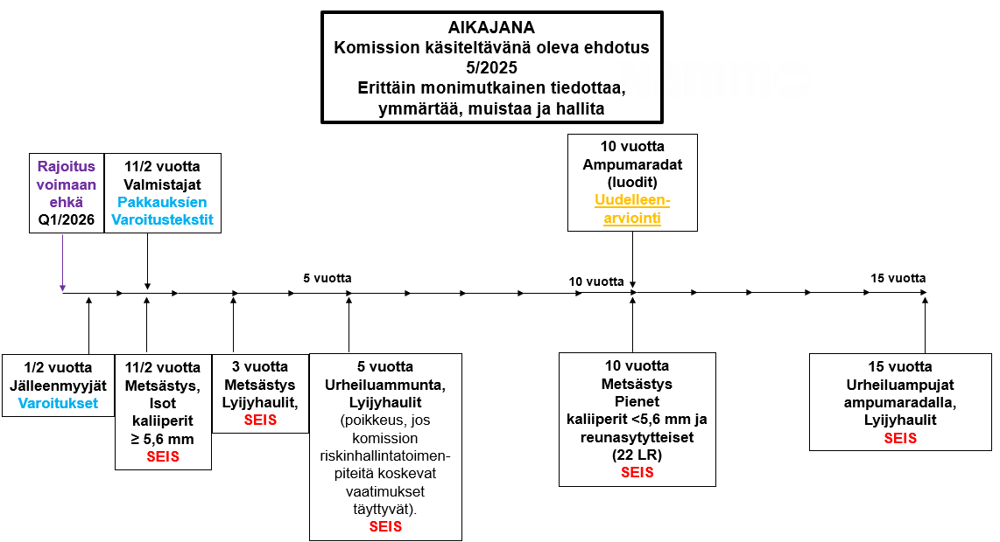 AIKAJANA
Komission käsiteltävänä oleva ehdotus
5/2025
Erittäin monimutkainen tiedottaa,
ymmärtää, muistaa ja hallita
Rajoitus
voimaan
ehkä
Q1/2026
11/2 vuotta
Valmistajat
Pakkauksien
Varoitustekstit
10 vuotta
Ampumaradat
(luodit)
Uudelleen-
arviointi
5 vuotta
10 vuotta
15 vuotta
1/2 vuotta
Jälleenmyyjät
Varoitukset
11/2 vuotta
Metsästys,
Isot
kaliiperit
≥ 5,6 mm
SEIS
3 vuotta
Metsästys
Lyijyhaulit,
SEIS
5 vuotta
Urheiluammunta,
Lyijyhaulit
(poikkeus, jos
komission
riskinhallintatoimen-
piteitä koskevat
vaatimukset
täyttyvät).
SEIS
10 vuotta
Metsästys
Pienet
kaliiperit <5,6 mm ja
reunasytytteiset
(22 LR)
SEIS
15 vuotta
Urheiluampujat
ampumaradalla,
Lyijyhaulit
SEIS